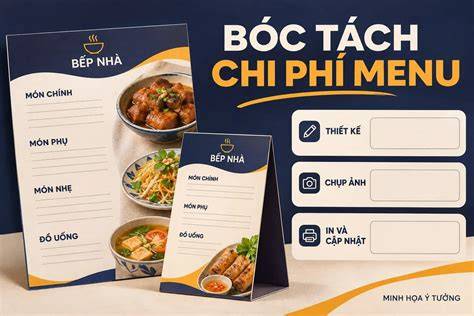 BẾP NHÀ
MÓN CHÍNH
MÓN PHỤ
MÓN NHẸ
ĐỒ UỐNG
BẾP NHÀ
MÓN CHÍNH
MÓN PHỤ
ĐỒ UỐNG
BÓC TÁCH
CHI PHÍ MENU
THIẾT KẾ
CHỤP ẢNH
IN VÀ
CẬP NHẬT
MINH HỌA Ý TƯỞNG